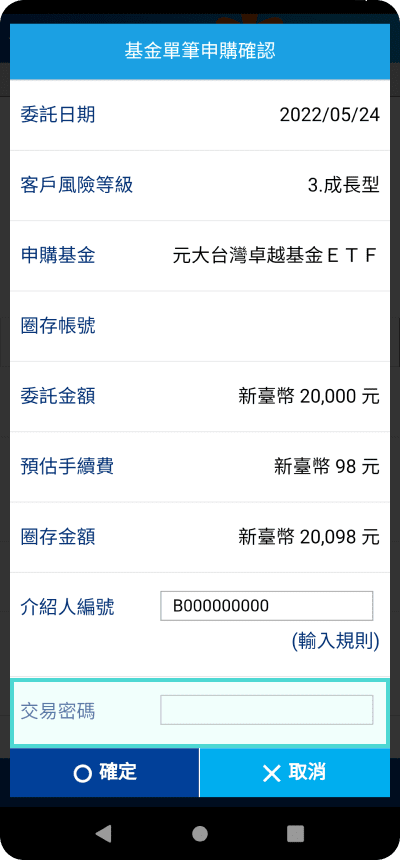 基金單筆申購確認
委託日期 2022/05/24
客戶風險等級 3.成長型
申購基金 元大台灣卓越基金ＥＴＦ
圈存帳號
委託金額 新臺幣 20,000 元
預估手續費 新臺幣 98 元
圈存金額 新臺幣 20,098 元
介紹人編號 B000000000
(輸入規則)
交易密碼
確定 取消